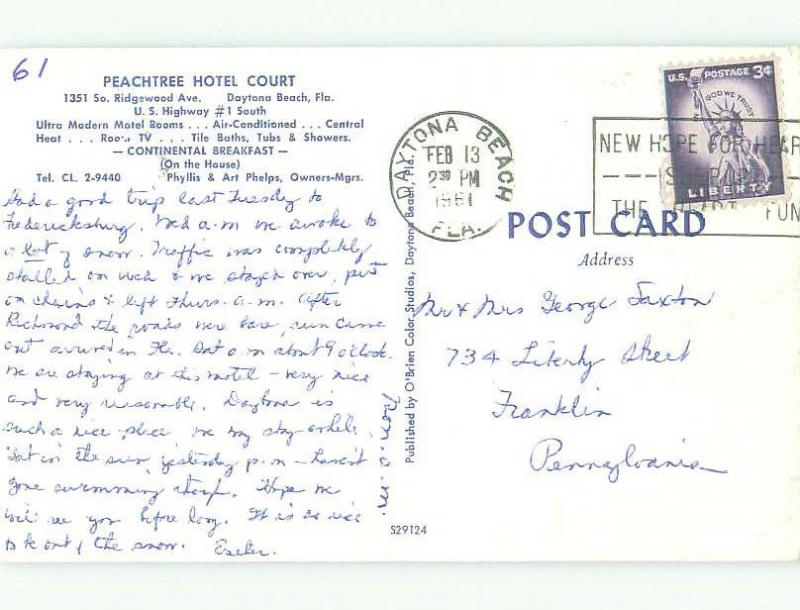 61
PEACHTREE HOTEL COURT
1351 So. Ridgewood Ave. Daytona Beach, Fla.
U. S. Highway #1 South
Ultra Modern Motel Rooms . . . Air-Conditioned . . . Central
Heat . . . Room TV . . . Tile Baths, Tubs & Showers.
— CONTINENTAL BREAKFAST —
(On the House)
Tel. CL. 2-9440 Phyllis & Art Phelps, Owners-Mgrs.
Had a good trip last Tuesday to
Fredericksburg. Wed a.m we awoke to
a lot of snow. Traffic was completely
stalled on Wed & we stayed over, put
on chains & left Thurs. a.m. After
Richmond the roads were bare, sun came
out arrived in Fla. Sat a.m about 9 o'clock.
We are staying at this motel - very nice
and very reasonable. Daytona is
such a nice place we may stay awhile.
Sat in the sun yesterday p.m - haven't
gone swimming though. Hope we
will see you before long. It is so nice
to be out of the snow.
Mon. a.m.
Published by O'Brien Color Studios, Daytona Beach, Fla.
S29124
DAYTONA BEACH
FEB 13
2 30 PM
1961
FLA.
NEW HOPE FOR HEAR
THE HEART FUN
U.S. POSTAGE 3¢
IN GOD WE TRUST
LIBERTY
POST CARD
Address
Mr & Mrs George Saxton
734 Liberty Street
Franklin
Pennsylvania